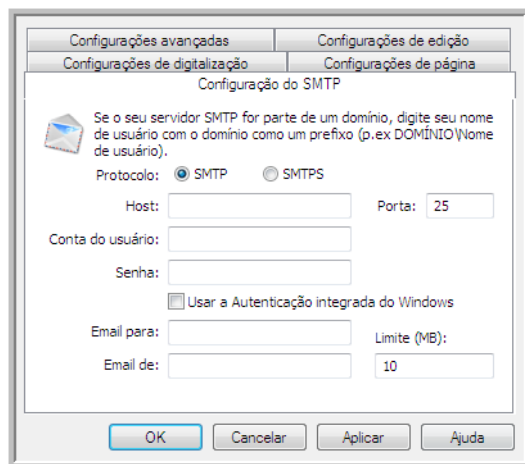 Configurações avançadas
Configurações de edição
Configurações de digitalização
Configurações de página
Configuração do SMTP
Se o seu servidor SMTP for parte de um domínio, digite seu nome
de usuário com o domínio como um prefixo (p.ex DOMÍNIO\Nome
de usuário).
Protocolo: SMTP SMTPS
Host: Porta: 25
Conta do usuário:
Senha:
Usar a Autenticação integrada do Windows
Email para: Limite (MB):
Email de: 10
OK Cancelar Aplicar Ajuda